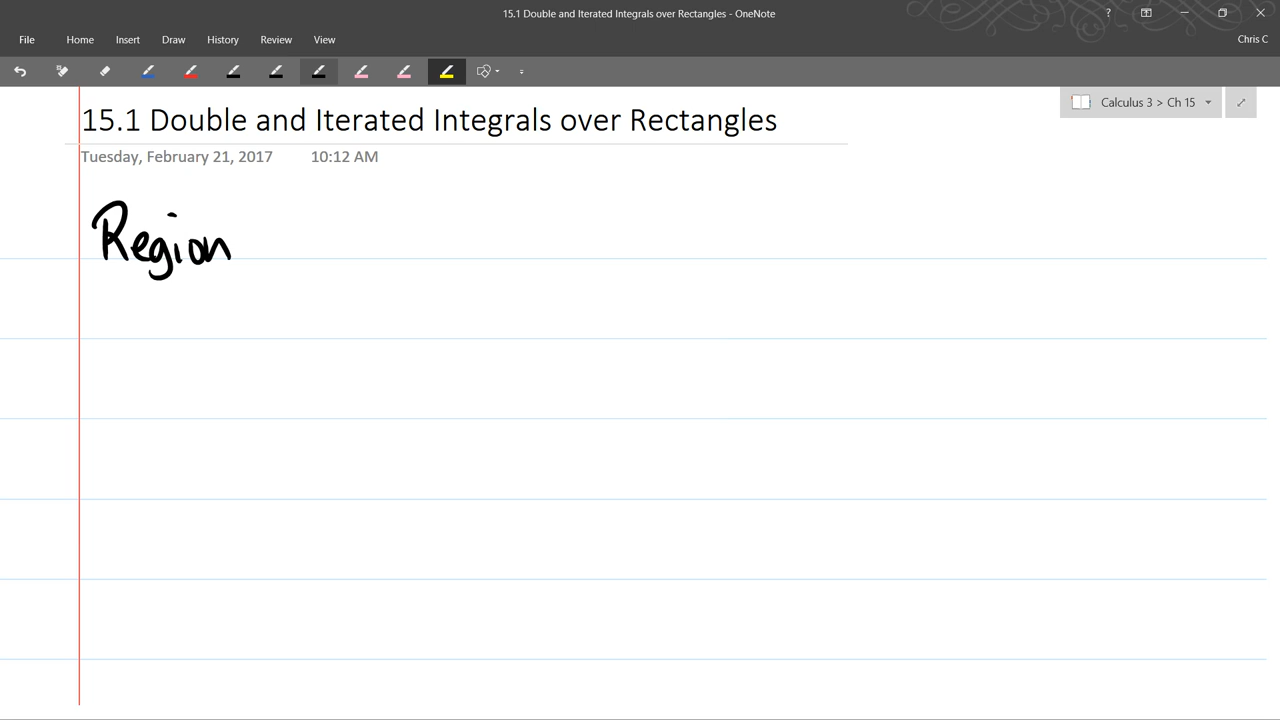 15.1 Double and Iterated Integrals over Rectangles - OneNote
?
File Home Insert Draw History Review View
Chris C
Calculus 3 > Ch 15
15.1 Double and Iterated Integrals over Rectangles
Tuesday, February 21, 2017 10:12 AM
Region